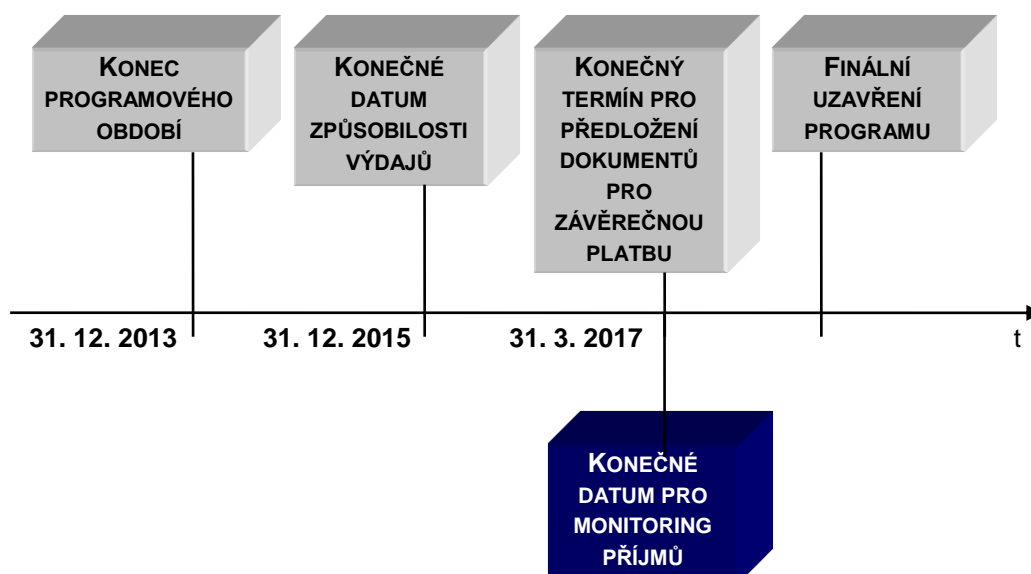 KONEC
PROGRAMOVÉHO
OBDOBÍ
KONEČNÉ
DATUM
ZPŮSOBILOSTI
VÝDAJŮ
KONEČNÝ
TERMÍN PRO
PŘEDLOŽENÍ
DOKUMENTŮ
PRO
ZÁVĚREČNOU
PLATBU
FINÁLNÍ
UZAVŘENÍ
PROGRAMU
31. 12. 2013
31. 12. 2015
31. 3. 2017
t
KONEČNÉ
DATUM PRO
MONITORING
PŘÍJMŮ